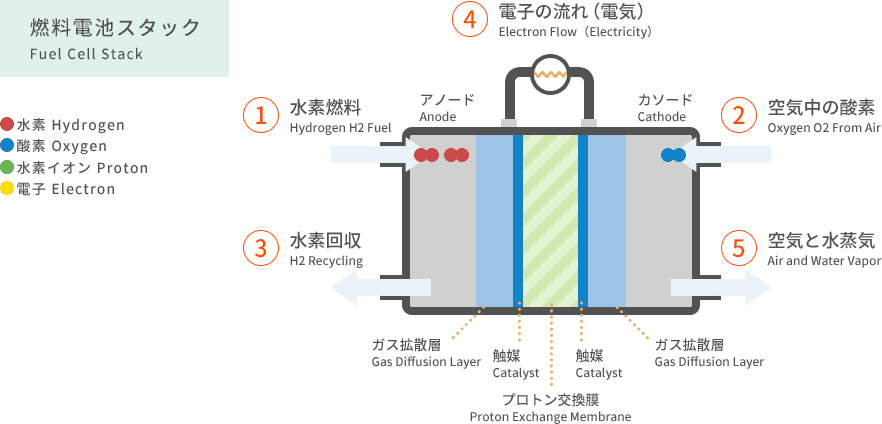 燃料電池スタック
Fuel Cell Stack
水素 Hydrogen
酸素 Oxygen
水素イオン Proton
電子 Electron
4
電子の流れ（電気）
Electron Flow（Electricity）
1
水素燃料
Hydrogen H2 Fuel
アノード
Anode
カソード
Cathode
2
空気中の酸素
Oxygen O2 From Air
3
水素回収
H2 Recycling
5
空気と水蒸気
Air and Water Vapor
ガス拡散層
Gas Diffusion Layer
触媒
Catalyst
触媒
Catalyst
ガス拡散層
Gas Diffusion Layer
プロトン交換膜
Proton Exchange Membrane